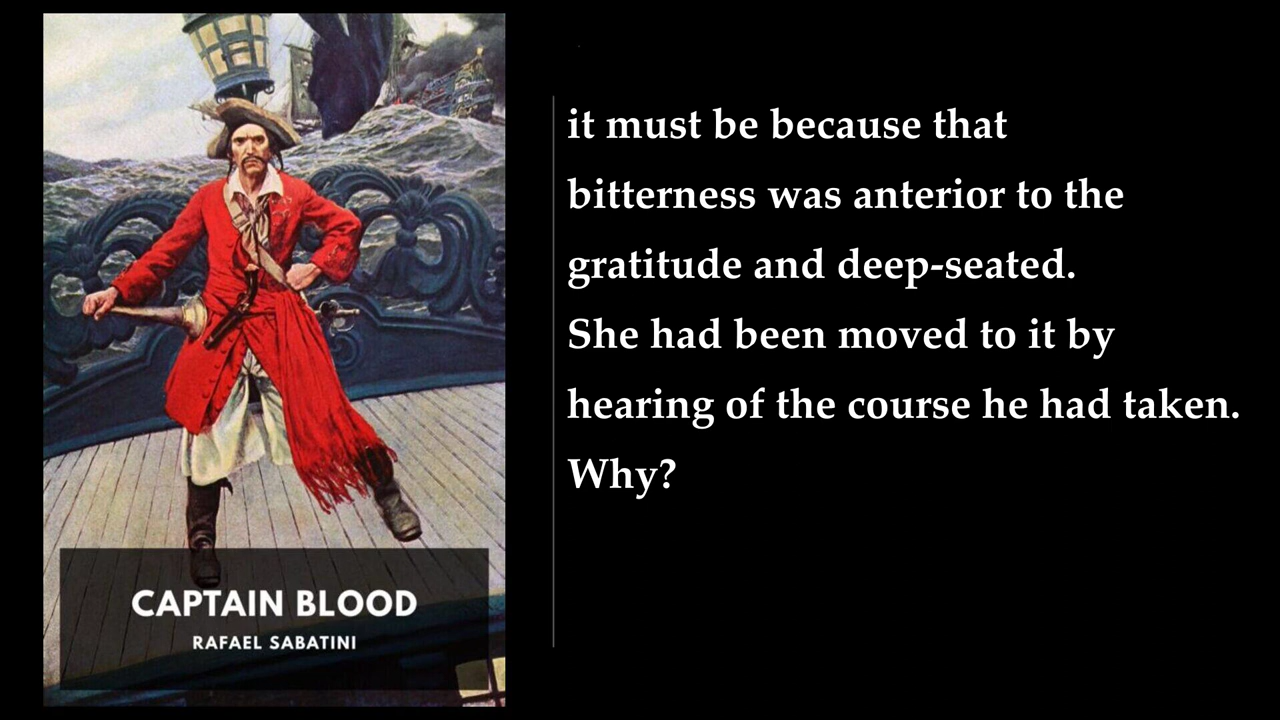 it must be because that
bitterness was anterior to the
gratitude and deep-seated.
She had been moved to it by
hearing of the course he had taken.
Why?
CAPTAIN BLOOD
RAFAEL SABATINI